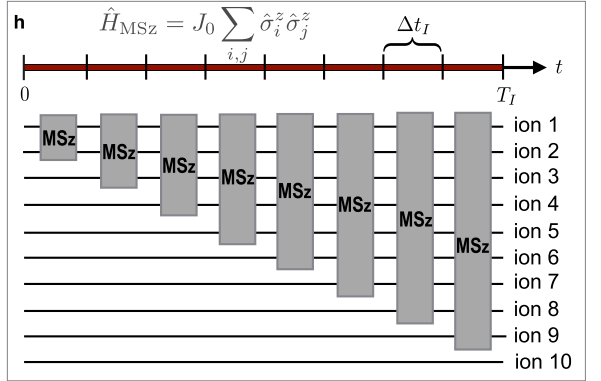 h
Ĥ_MSz = J_0 ∑_{i,j} σ̂_i^z σ̂_j^z
Δt_I
t
0
T_I
MSz
MSz
MSz
MSz
MSz
MSz
MSz
MSz
ion 1
ion 2
ion 3
ion 4
ion 5
ion 6
ion 7
ion 8
ion 9
ion 10